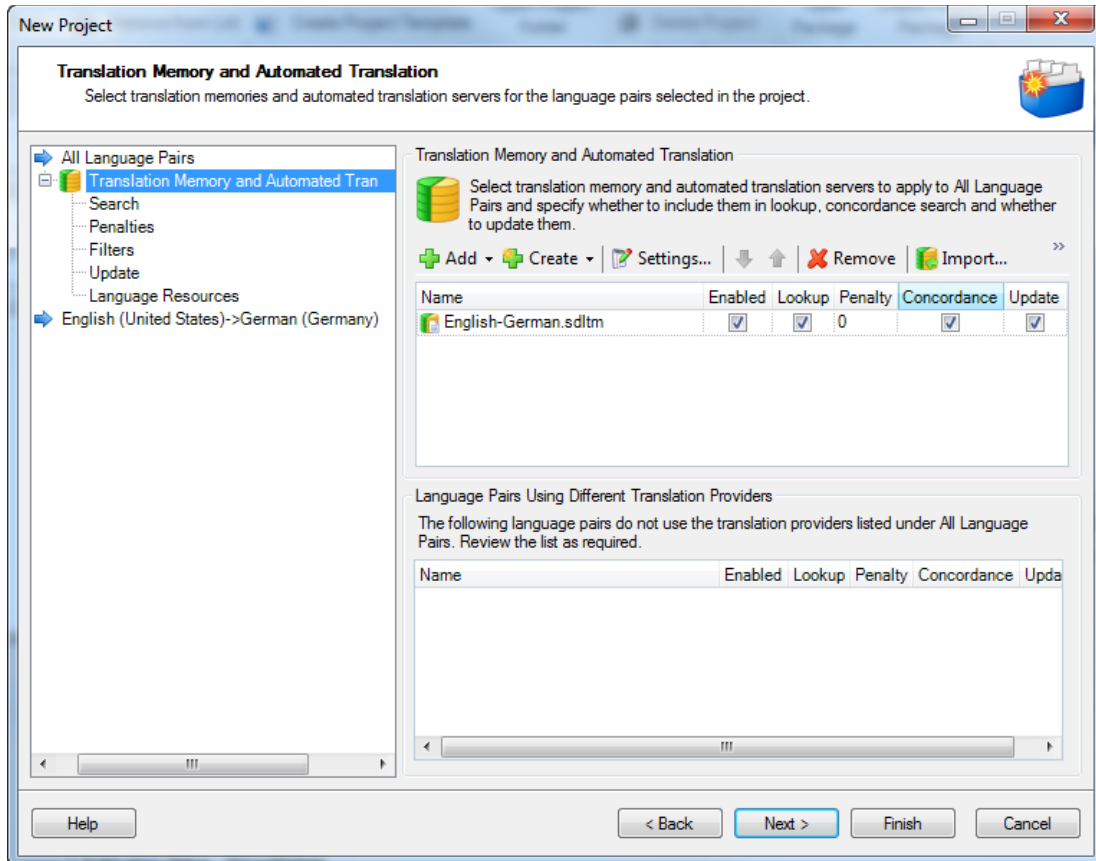 New Project
Translation Memory and Automated Translation
Select translation memories and automated translation servers for the language pairs selected in the project.
All Language Pairs
Translation Memory and Automated Tran
Search
Penalties
Filters
Update
Language Resources
English (United States)->German (Germany)
Translation Memory and Automated Translation
Select translation memory and automated translation servers to apply to All Language
Pairs and specify whether to include them in lookup, concordance search and whether
to update them.
Add Create Settings... Remove Import... »
Name Enabled Lookup Penalty Concordance Update
English-German.sdltm 0
Language Pairs Using Different Translation Providers
The following language pairs do not use the translation providers listed under All Language
Pairs. Review the list as required.
Name Enabled Lookup Penalty Concordance Upda
Help < Back Next > Finish Cancel